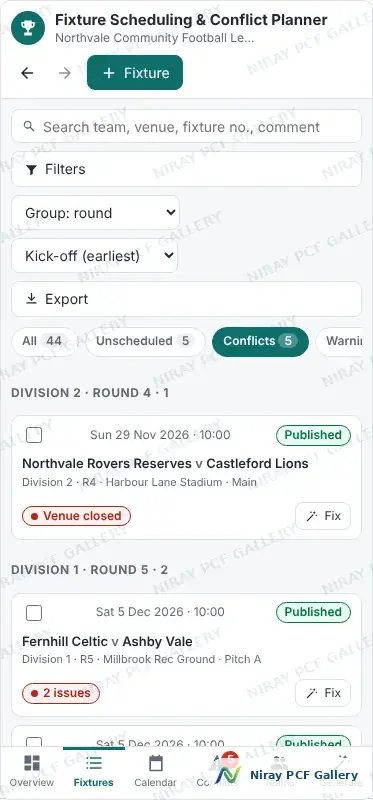 Fixture Scheduling & Conflict Planner
Northvale Community Football Le...
+ Fixture
Search team, venue, fixture no., comment
Filters
Group: round
Kick-off (earliest)
Export
All 44 Unscheduled 5 Conflicts 5 Warnin
DIVISION 2 · ROUND 4 · 1
Sun 29 Nov 2026 · 10:00 Published
Northvale Rovers Reserves v Castleford Lions
Division 2 · R4 · Harbour Lane Stadium · Main
Venue closed Fix
DIVISION 1 · ROUND 5 · 2
Sat 5 Dec 2026 · 10:00 Published
Fernhill Celtic v Ashby Vale
Division 1 · R5 · Millbrook Rec Ground · Pitch A
2 issues Fix
Sat 5 Dec 2026 · 10:00 Published
5
Overview Fixtures Calendar
Niray PCF Gallery
NIRAY PCF GALLERY